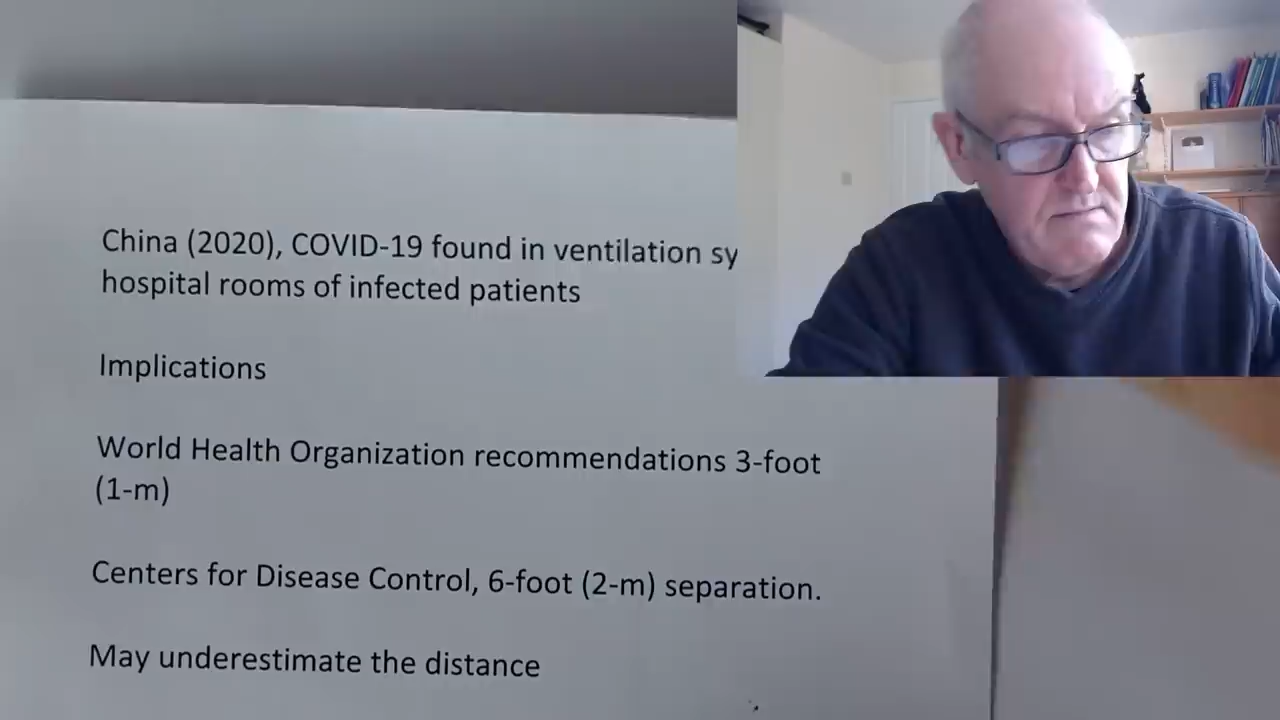 China (2020), COVID-19 found in ventilation
hospital rooms of infected patients
Implications
World Health Organization recommendations 3-foot
(1-m)
Centers for Disease Control, 6-foot (2-m) separation.
May underestimate the distance